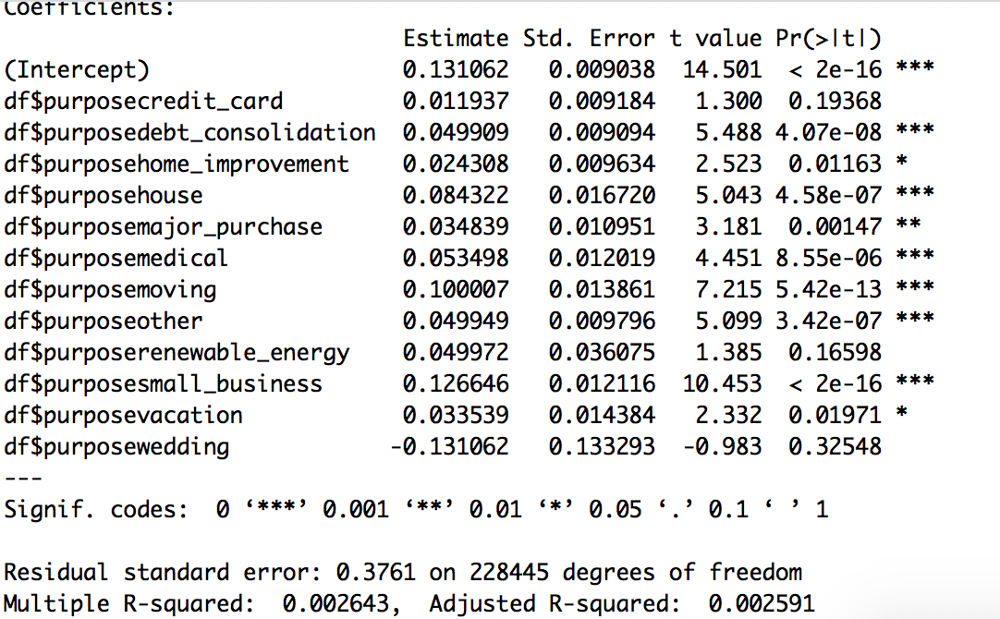 Coefficients:
Estimate Std. Error t value Pr(>|t|)
(Intercept) 0.131062 0.009038 14.501 < 2e-16 ***
df$purposecredit_card 0.011937 0.009184 1.300 0.19368
df$purposedebt_consolidation 0.049909 0.009094 5.488 4.07e-08 ***
df$purposehome_improvement 0.024308 0.009634 2.523 0.01163 *
df$purposehouse 0.084322 0.016720 5.043 4.58e-07 ***
df$purposemajor_purchase 0.034839 0.010951 3.181 0.00147 **
df$purposemedical 0.053498 0.012019 4.451 8.55e-06 ***
df$purposemoving 0.100007 0.013861 7.215 5.42e-13 ***
df$purposeother 0.049949 0.009796 5.099 3.42e-07 ***
df$purposerenewable_energy 0.049972 0.036075 1.385 0.16598
df$purposesmall_business 0.126646 0.012116 10.453 < 2e-16 ***
df$purposevacation 0.033539 0.014384 2.332 0.01971 *
df$purposewedding -0.131062 0.133293 -0.983 0.32548
---
Signif. codes: 0 ‘***’ 0.001 ‘**’ 0.01 ‘*’ 0.05 ‘.’ 0.1 ‘ ’ 1
Residual standard error: 0.3761 on 228445 degrees of freedom
Multiple R-squared: 0.002643, Adjusted R-squared: 0.002591